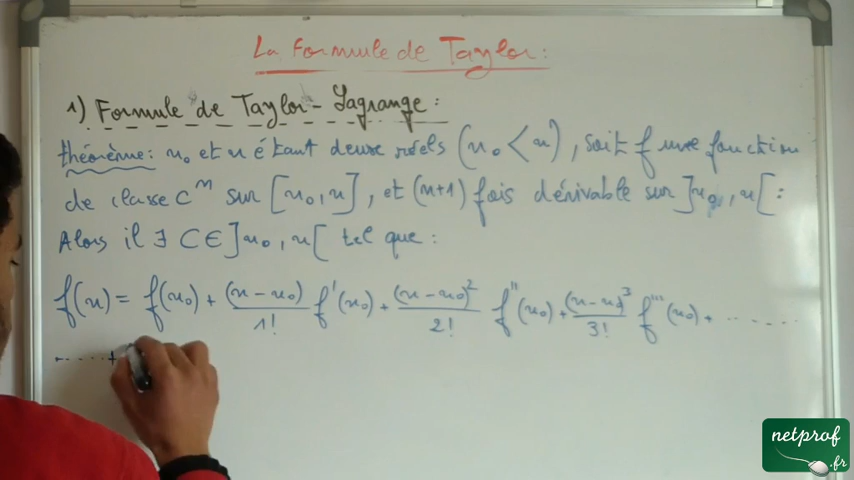 La Formule de Taylor :
1) Formule de Taylor - Lagrange :
théorème : x₀ et x étant deux réels (x₀ < x), soit f une fonction
de classe Cⁿ sur [x₀, x], et (n+1) fois dérivable sur ]x₀, x[ :
Alors il ∃ C ∈ ]x₀, x[ tel que :
f(x) = f(x₀) + (x - x₀)/1! f'(x₀) + (x - x₀)²/2! f''(x₀) + (x - x₀)³/3! f'''(x₀) + .......
..... +
netprof
.fr